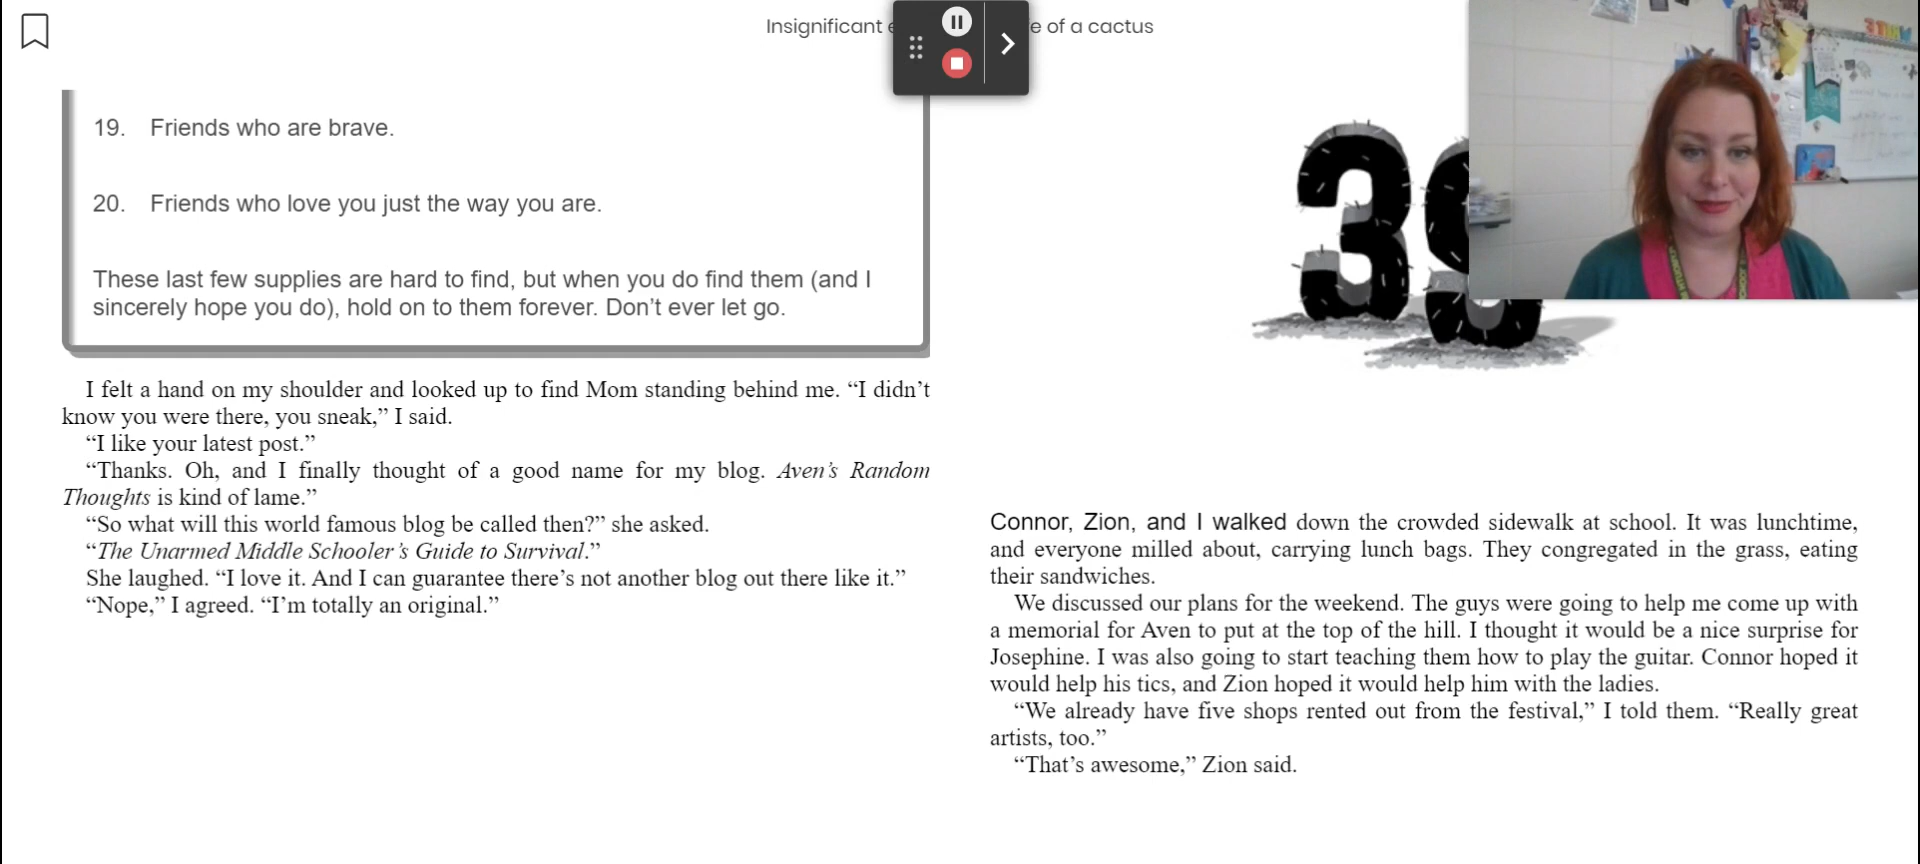 Insignificant e
e of a cactus
19. Friends who are brave.
20. Friends who love you just the way you are.
These last few supplies are hard to find, but when you do find them (and I
sincerely hope you do), hold on to them forever. Don’t ever let go.
I felt a hand on my shoulder and looked up to find Mom standing behind me. “I didn’t
know you were there, you sneak,” I said.
“I like your latest post.”
“Thanks. Oh, and I finally thought of a good name for my blog. Aven’s Random
Thoughts is kind of lame.”
“So what will this world famous blog be called then?” she asked.
“The Unarmed Middle Schooler’s Guide to Survival.”
She laughed. “I love it. And I can guarantee there’s not another blog out there like it.”
“Nope,” I agreed. “I’m totally an original.”
3
Connor, Zion, and I walked down the crowded sidewalk at school. It was lunchtime,
and everyone milled about, carrying lunch bags. They congregated in the grass, eating
their sandwiches.
We discussed our plans for the weekend. The guys were going to help me come up with
a memorial for Aven to put at the top of the hill. I thought it would be a nice surprise for
Josephine. I was also going to start teaching them how to play the guitar. Connor hoped it
would help his tics, and Zion hoped it would help him with the ladies.
“We already have five shops rented out from the festival,” I told them. “Really great
artists, too.”
“That’s awesome,” Zion said.